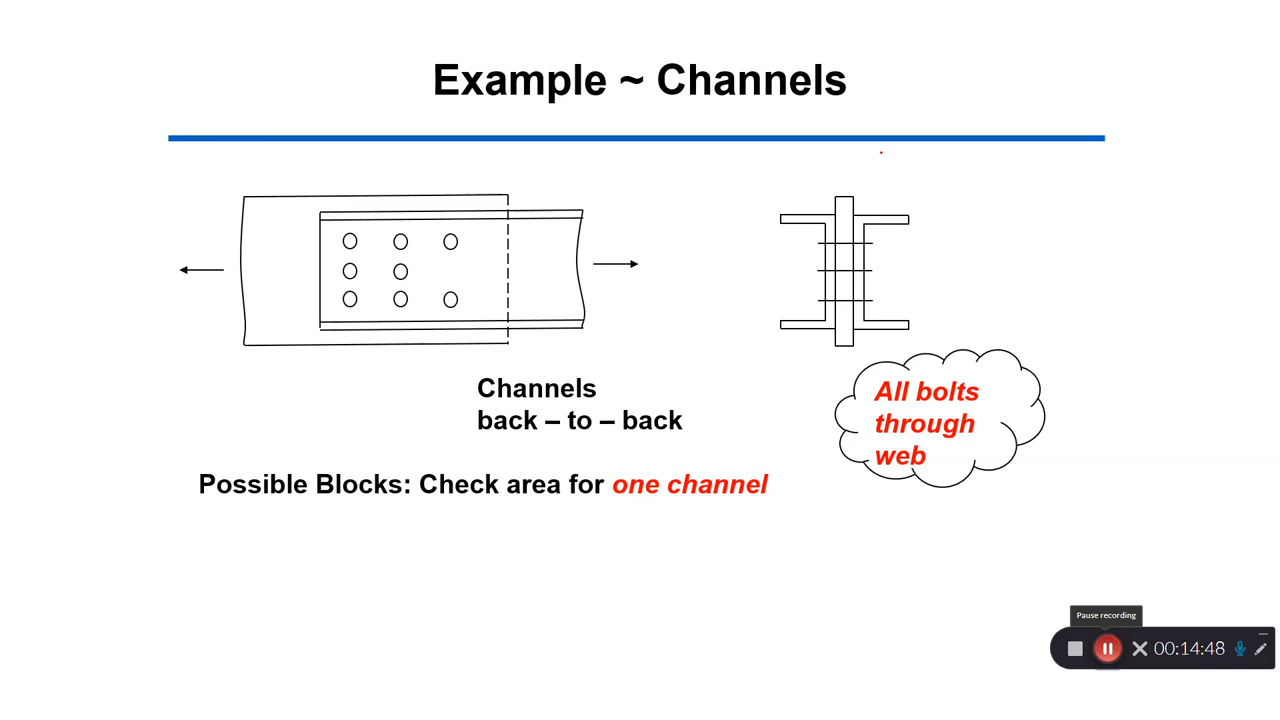 Example ~ Channels
Channels
back – to – back
All bolts
through
web
Possible Blocks: Check area for one channel
Pause recording
00:14:48